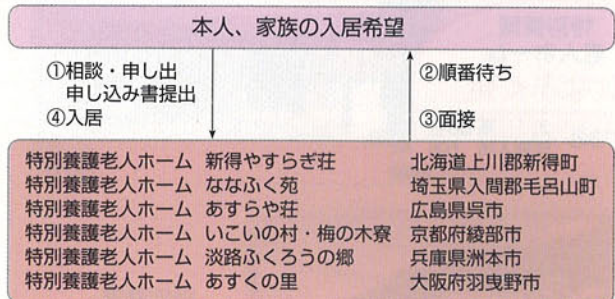 本人、家族の入居希望
①相談・申し出
申し込み書提出
④入居
②順番待ち
③面接
特別養護老人ホーム 新得やすらぎ荘 北海道上川郡新得町
特別養護老人ホーム ななふく苑 埼玉県入間郡毛呂山町
特別養護老人ホーム あすらや荘 広島県呉市
特別養護老人ホーム いこいの村・梅の木寮 京都府綾部市
特別養護老人ホーム 淡路ふくろうの郷 兵庫県洲本市
特別養護老人ホーム あすくの里 大阪府羽曳野市